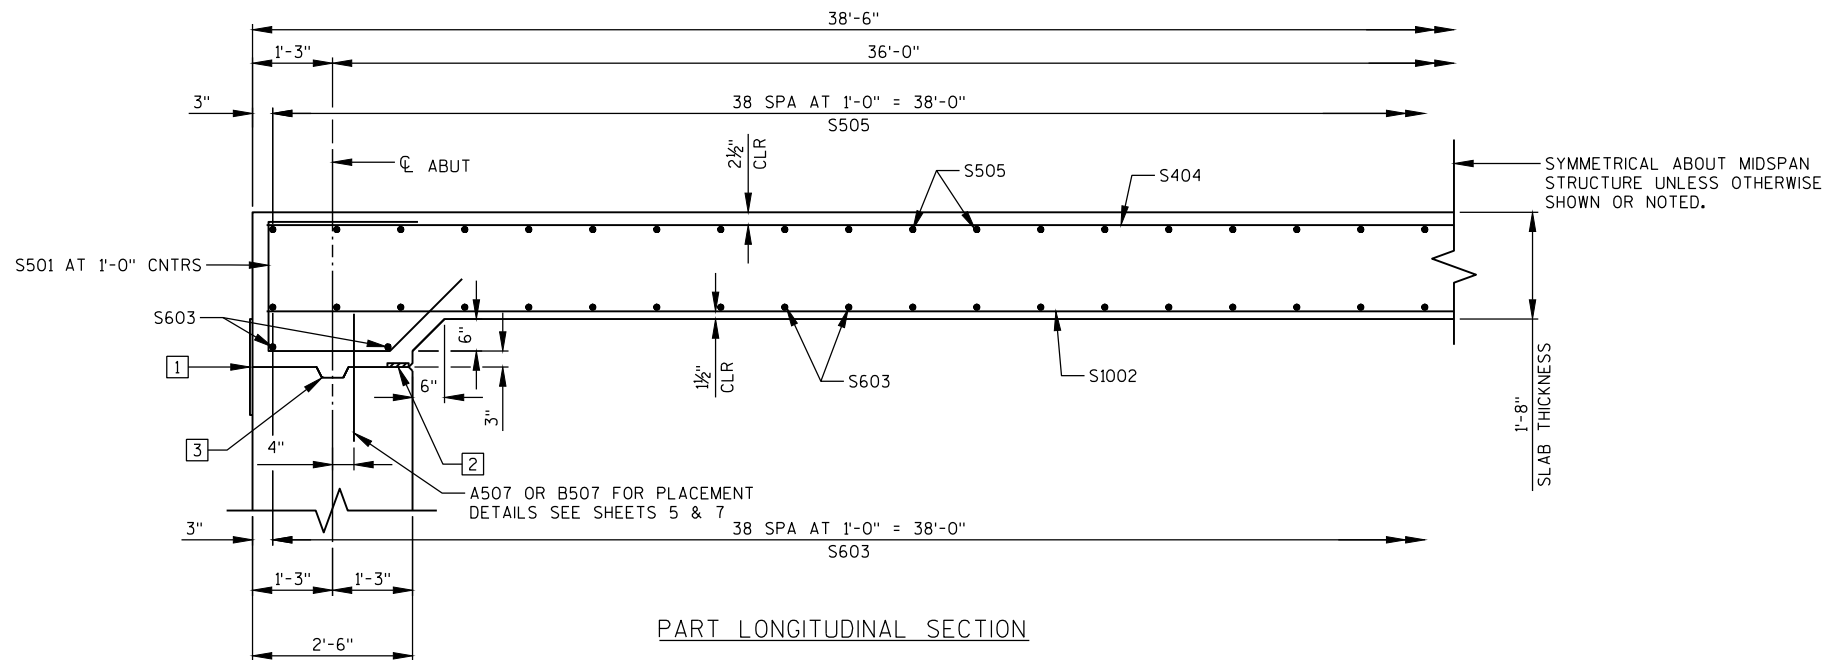 38'-6"
1'-3"
36'-0"
3"
38 SPA AT 1'-0" = 38'-0"
S505
2½"
CLR
℄ ABUT
S505
S404
SYMMETRICAL ABOUT MIDSPAN
STRUCTURE UNLESS OTHERWISE
SHOWN OR NOTED.
S501 AT 1'-0" CNTRS
S603
6"
1
6"
3"
1½"
CLR
S603
S1002
1'-8"
SLAB THICKNESS
3
4"
2
A507 OR B507 FOR PLACEMENT
DETAILS SEE SHEETS 5 & 7
3"
38 SPA AT 1'-0" = 38'-0"
S603
1'-3"
1'-3"
2'-6"
PART LONGITUDINAL SECTION